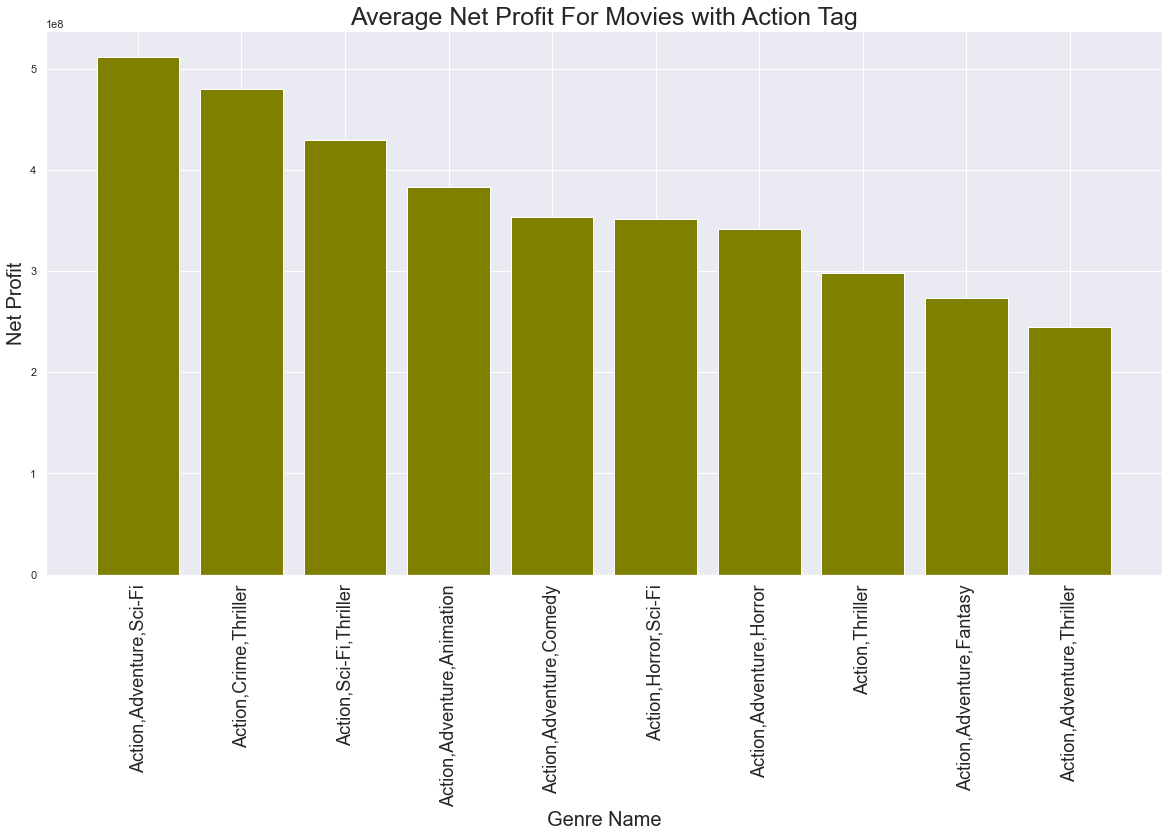 Average Net Profit For Movies with Action Tag
1e8
5
4
3
2
1
0
Net Profit
Action,Adventure,Sci-Fi
Action,Crime,Thriller
Action,Sci-Fi,Thriller
Action,Adventure,Animation
Action,Adventure,Comedy
Action,Horror,Sci-Fi
Action,Adventure,Horror
Action,Thriller
Action,Adventure,Fantasy
Action,Adventure,Thriller
Genre Name